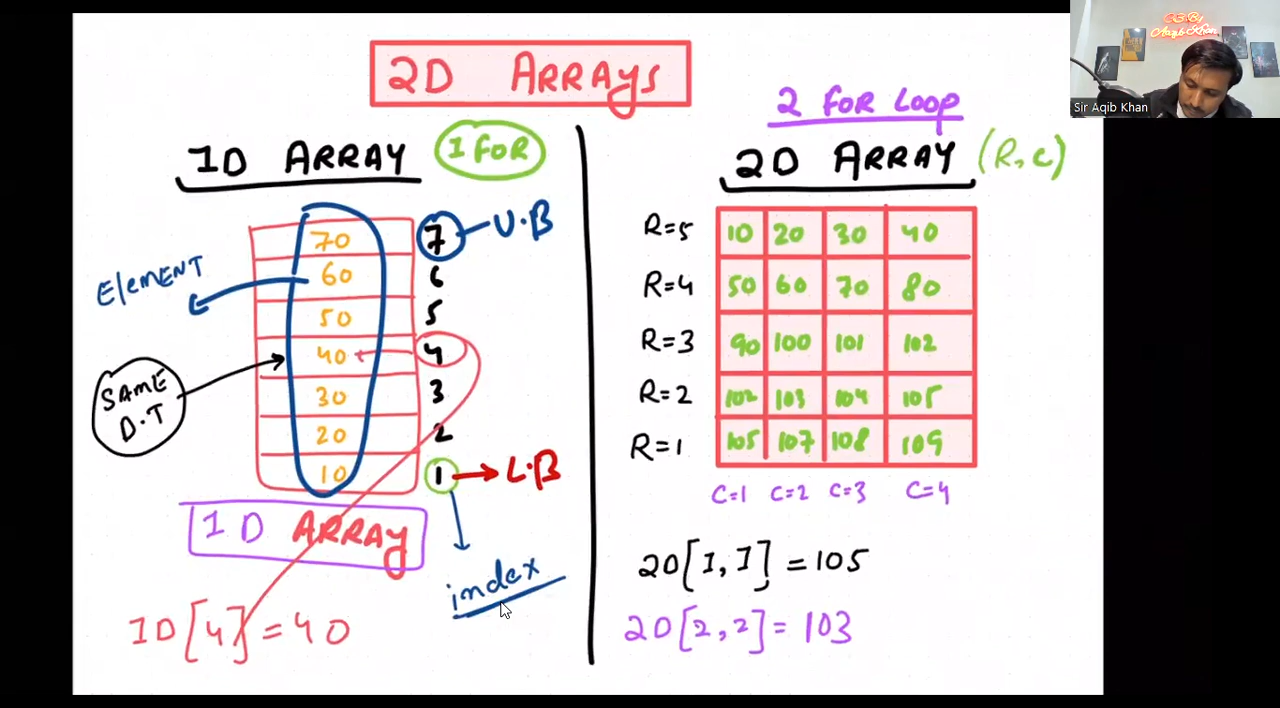 2D ARRAYS
1D ARRAY
1 FOR
70 7 U.B
60 6
ELEMENT
50 5
40 4
SAME
D.T
30 3
20 2
10 1 L.B
1D ARRAY
index
1D[4] = 40
2 FOR LOOP
2D ARRAY (R,C)
R=5 10 20 30 40
R=4 50 60 70 80
R=3 90 100 101 102
R=2 102 103 104 105
R=1 105 107 108 109
C=1 C=2 C=3 C=4
2D[1,1] = 105
2D[2,2] = 103
Aaqib Khan
Sir Aqib Khan